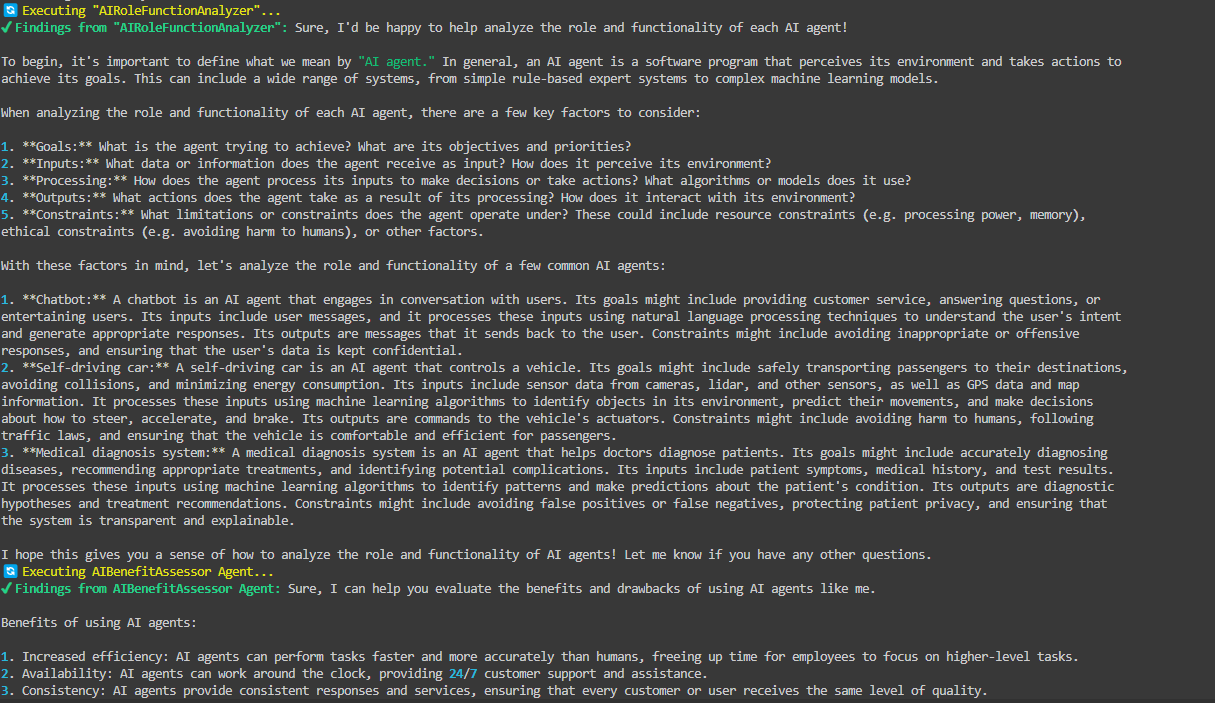 Executing "AIRoleFunctionAnalyzer"...
✓Findings from "AIRoleFunctionAnalyzer": Sure, I'd be happy to help analyze the role and functionality of each AI agent!
To begin, it's important to define what we mean by "AI agent." In general, an AI agent is a software program that perceives its environment and takes actions to
achieve its goals. This can include a wide range of systems, from simple rule-based expert systems to complex machine learning models.
When analyzing the role and functionality of each AI agent, there are a few key factors to consider:
1. **Goals:** What is the agent trying to achieve? What are its objectives and priorities?
2. **Inputs:** What data or information does the agent receive as input? How does it perceive its environment?
3. **Processing:** How does the agent process its inputs to make decisions or take actions? What algorithms or models does it use?
4. **Outputs:** What actions does the agent take as a result of its processing? How does it interact with its environment?
5. **Constraints:** What limitations or constraints does the agent operate under? These could include resource constraints (e.g. processing power, memory),
ethical constraints (e.g. avoiding harm to humans), or other factors.
With these factors in mind, let's analyze the role and functionality of a few common AI agents:
1. **Chatbot:** A chatbot is an AI agent that engages in conversation with users. Its goals might include providing customer service, answering questions, or
entertaining users. Its inputs include user messages, and it processes these inputs using natural language processing techniques to understand the user's intent
and generate appropriate responses. Its outputs are messages that it sends back to the user. Constraints might include avoiding inappropriate or offensive
responses, and ensuring that the user's data is kept confidential.
2. **Self-driving car:** A self-driving car is an AI agent that controls a vehicle. Its goals might include safely transporting passengers to their destinations,
avoiding collisions, and minimizing energy consumption. Its inputs include sensor data from cameras, lidar, and other sensors, as well as GPS data and map
information. It processes these inputs using machine learning algorithms to identify objects in its environment, predict their movements, and make decisions
about how to steer, accelerate, and brake. Its outputs are commands to the vehicle's actuators. Constraints might include avoiding harm to humans, following
traffic laws, and ensuring that the vehicle is comfortable and efficient for passengers.
3. **Medical diagnosis system:** A medical diagnosis system is an AI agent that helps doctors diagnose patients. Its goals might include accurately diagnosing
diseases, recommending appropriate treatments, and identifying potential complications. Its inputs include patient symptoms, medical history, and test results.
It processes these inputs using machine learning algorithms to identify patterns and make predictions about the patient's condition. Its outputs are diagnostic
hypotheses and treatment recommendations. Constraints might include avoiding false positives or false negatives, protecting patient privacy, and ensuring that
the system is transparent and explainable.
I hope this gives you a sense of how to analyze the role and functionality of AI agents! Let me know if you have any other questions.
Executing AIBenefitAssessor Agent...
✓Findings from AIBenefitAssessor Agent: Sure, I can help you evaluate the benefits and drawbacks of using AI agents like me.
Benefits of using AI agents:
1. Increased efficiency: AI agents can perform tasks faster and more accurately than humans, freeing up time for employees to focus on higher-level tasks.
2. Availability: AI agents can work around the clock, providing 24/7 customer support and assistance.
3. Consistency: AI agents provide consistent responses and services, ensuring that every customer or user receives the same level of quality.